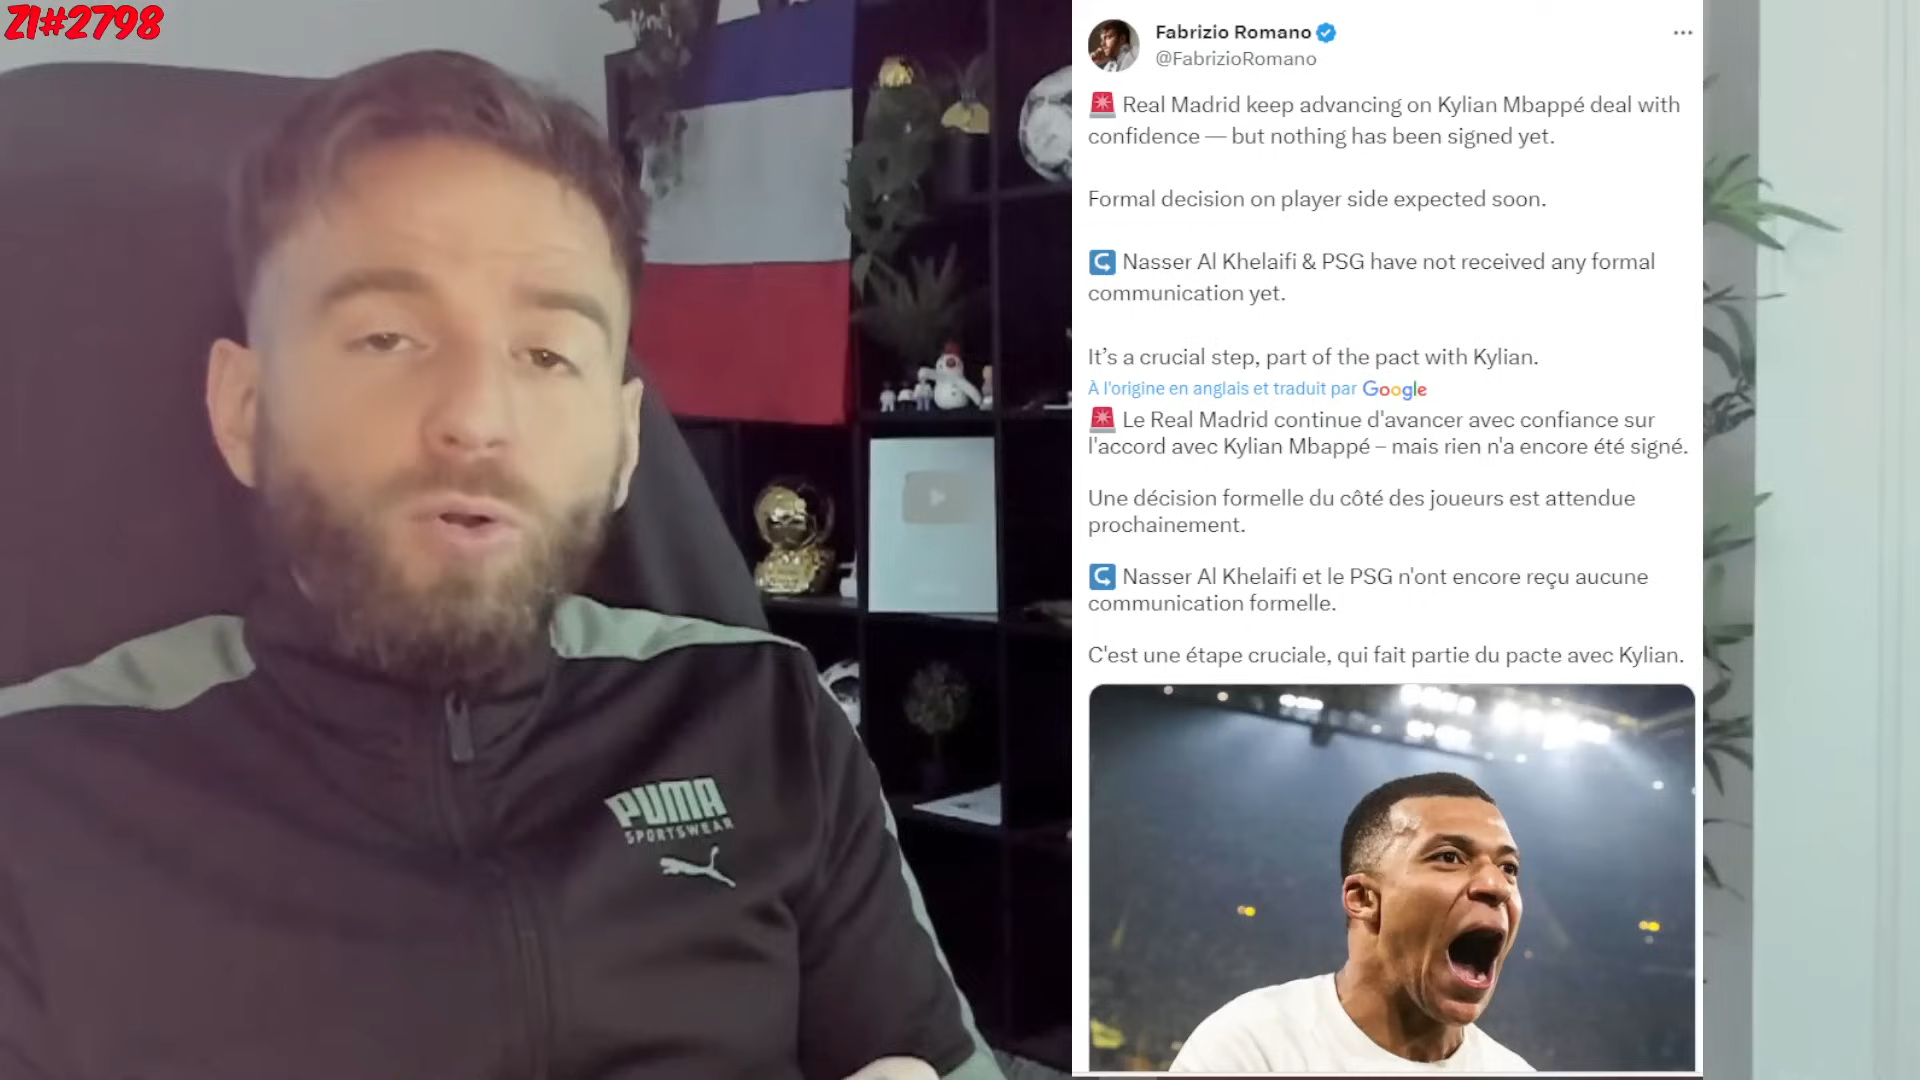 ZI#2798
Fabrizio Romano
@FabrizioRomano
🚨 Real Madrid keep advancing on Kylian Mbappé deal with
confidence — but nothing has been signed yet.
Formal decision on player side expected soon.
↪️ Nasser Al Khelaifi & PSG have not received any formal
communication yet.
It’s a crucial step, part of the pact with Kylian.
À l'origine en anglais et traduit par Google
🚨 Le Real Madrid continue d'avancer avec confiance sur
l'accord avec Kylian Mbappé – mais rien n'a encore été signé.
Une décision formelle du côté des joueurs est attendue
prochainement.
↪️ Nasser Al Khelaifi et le PSG n'ont encore reçu aucune
communication formelle.
C'est une étape cruciale, qui fait partie du pacte avec Kylian.
PUMA
SPORTSWEAR